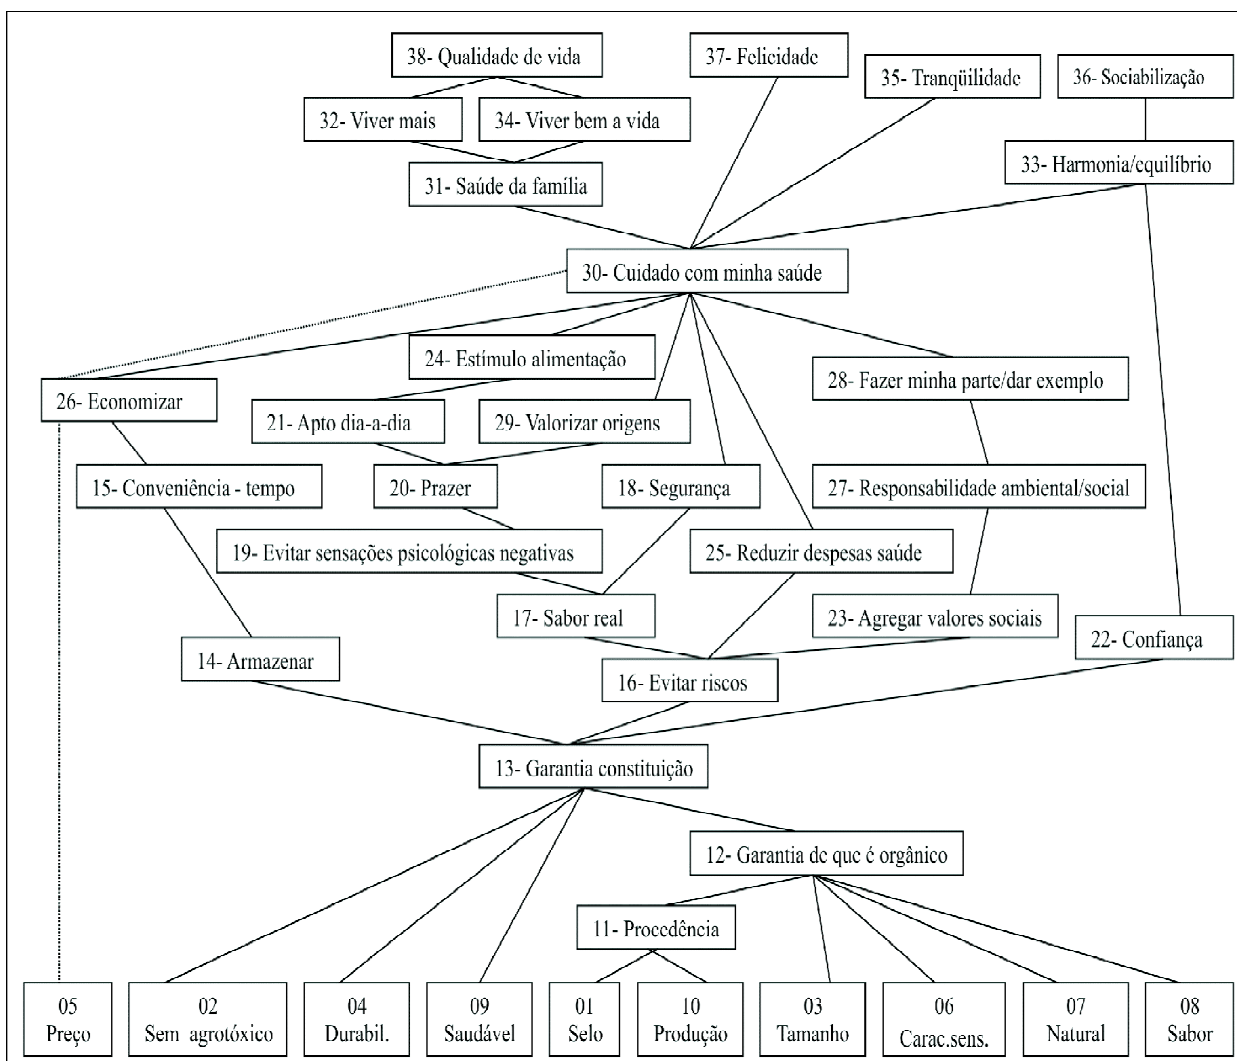 38- Qualidade de vida
37- Felicidade
35- Tranqüilidade
36- Sociabilização
32- Viver mais
34- Viver bem a vida
33- Harmonia/equilíbrio
31- Saúde da família
30- Cuidado com minha saúde
24- Estímulo alimentação
28- Fazer minha parte/dar exemplo
26- Economizar
21- Apto dia-a-dia
29- Valorizar origens
15- Conveniência - tempo
20- Prazer
18- Segurança
27- Responsabilidade ambiental/social
19- Evitar sensações psicológicas negativas
25- Reduzir despesas saúde
17- Sabor real
23- Agregar valores sociais
22- Confiança
14- Armazenar
16- Evitar riscos
13- Garantia constituição
12- Garantia de que é orgânico
11- Procedência
05
Preço
02
Sem agrotóxico
04
Durabil.
09
Saudável
01
Selo
10
Produção
03
Tamanho
06
Carac.sens.
07
Natural
08
Sabor